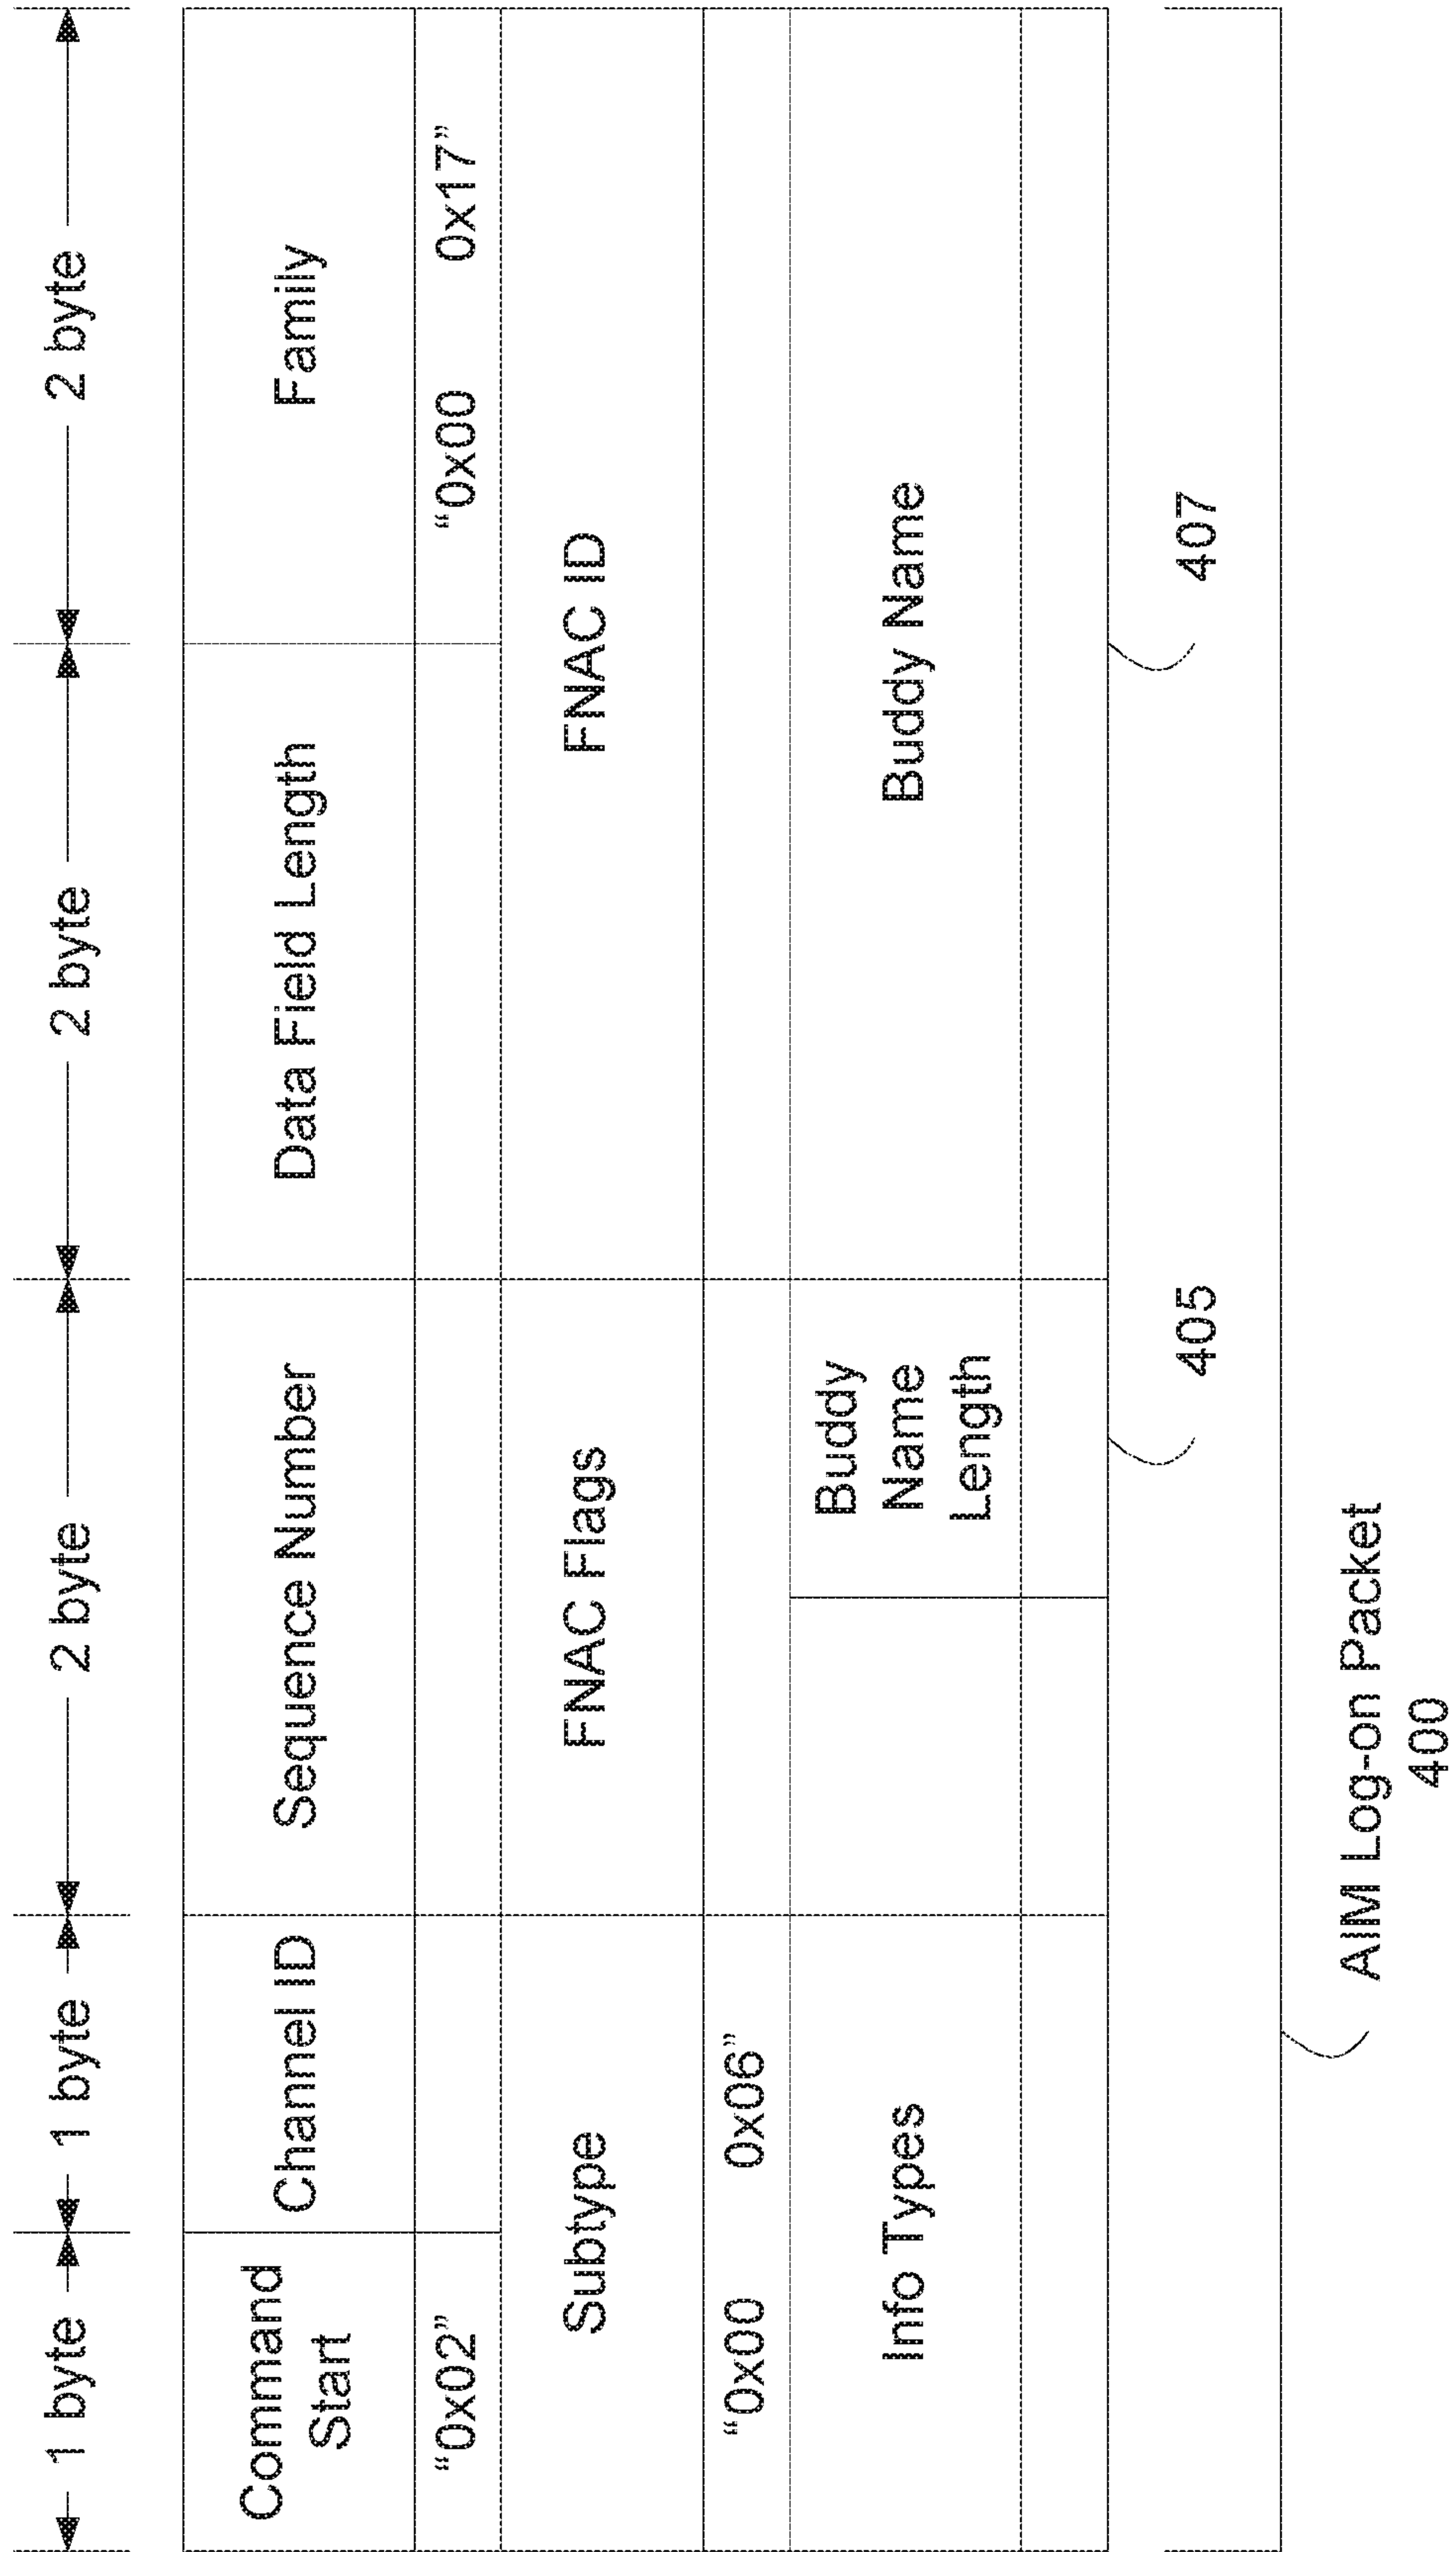 1 byte
1 byte
2 byte
2 byte
2 byte
Command
Start
Channel ID
Sequence Number
Data Field Length
Family
“0x02”
“0x00 0x17”
Subtype
FNAC Flags
FNAC ID
“0x00 0x06”
Info Types
Buddy
Name
Length
Buddy Name
405
407
AIM Log-on Packet
400